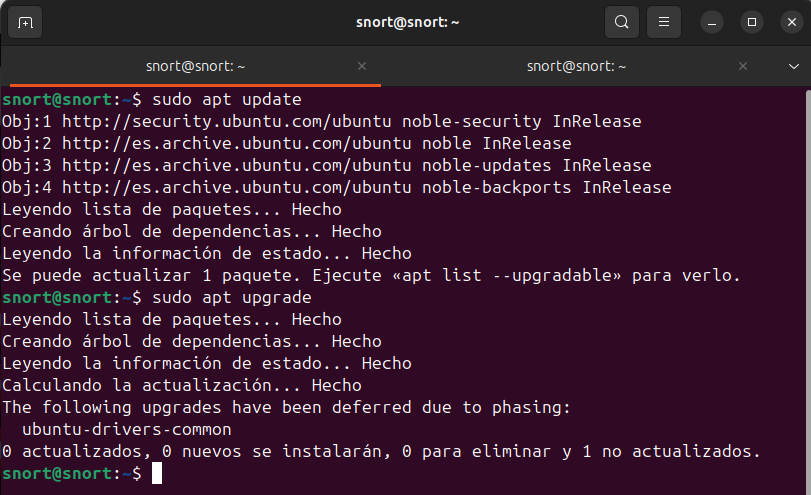 snort@snort: ~
snort@snort: ~
snort@snort: ~
snort@snort:~$ sudo apt update
Obj:1 http://security.ubuntu.com/ubuntu noble-security InRelease
Obj:2 http://es.archive.ubuntu.com/ubuntu noble InRelease
Obj:3 http://es.archive.ubuntu.com/ubuntu noble-updates InRelease
Obj:4 http://es.archive.ubuntu.com/ubuntu noble-backports InRelease
Leyendo lista de paquetes... Hecho
Creando árbol de dependencias... Hecho
Leyendo la información de estado... Hecho
Se puede actualizar 1 paquete. Ejecute «apt list --upgradable» para verlo.
snort@snort:~$ sudo apt upgrade
Leyendo lista de paquetes... Hecho
Creando árbol de dependencias... Hecho
Leyendo la información de estado... Hecho
Calculando la actualización... Hecho
The following upgrades have been deferred due to phasing:
  ubuntu-drivers-common
0 actualizados, 0 nuevos se instalarán, 0 para eliminar y 1 no actualizados.
snort@snort:~$